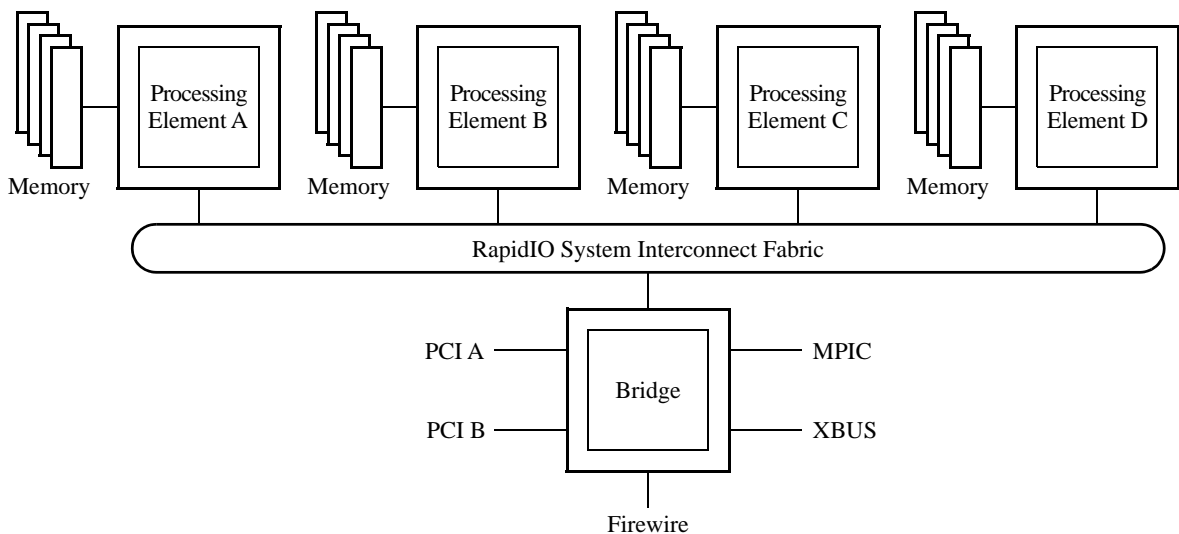 Processing
Element A
Processing
Element B
Processing
Element C
Processing
Element D
Memory
Memory
Memory
Memory
RapidIO System Interconnect Fabric
PCI A
MPIC
Bridge
PCI B
XBUS
Firewire